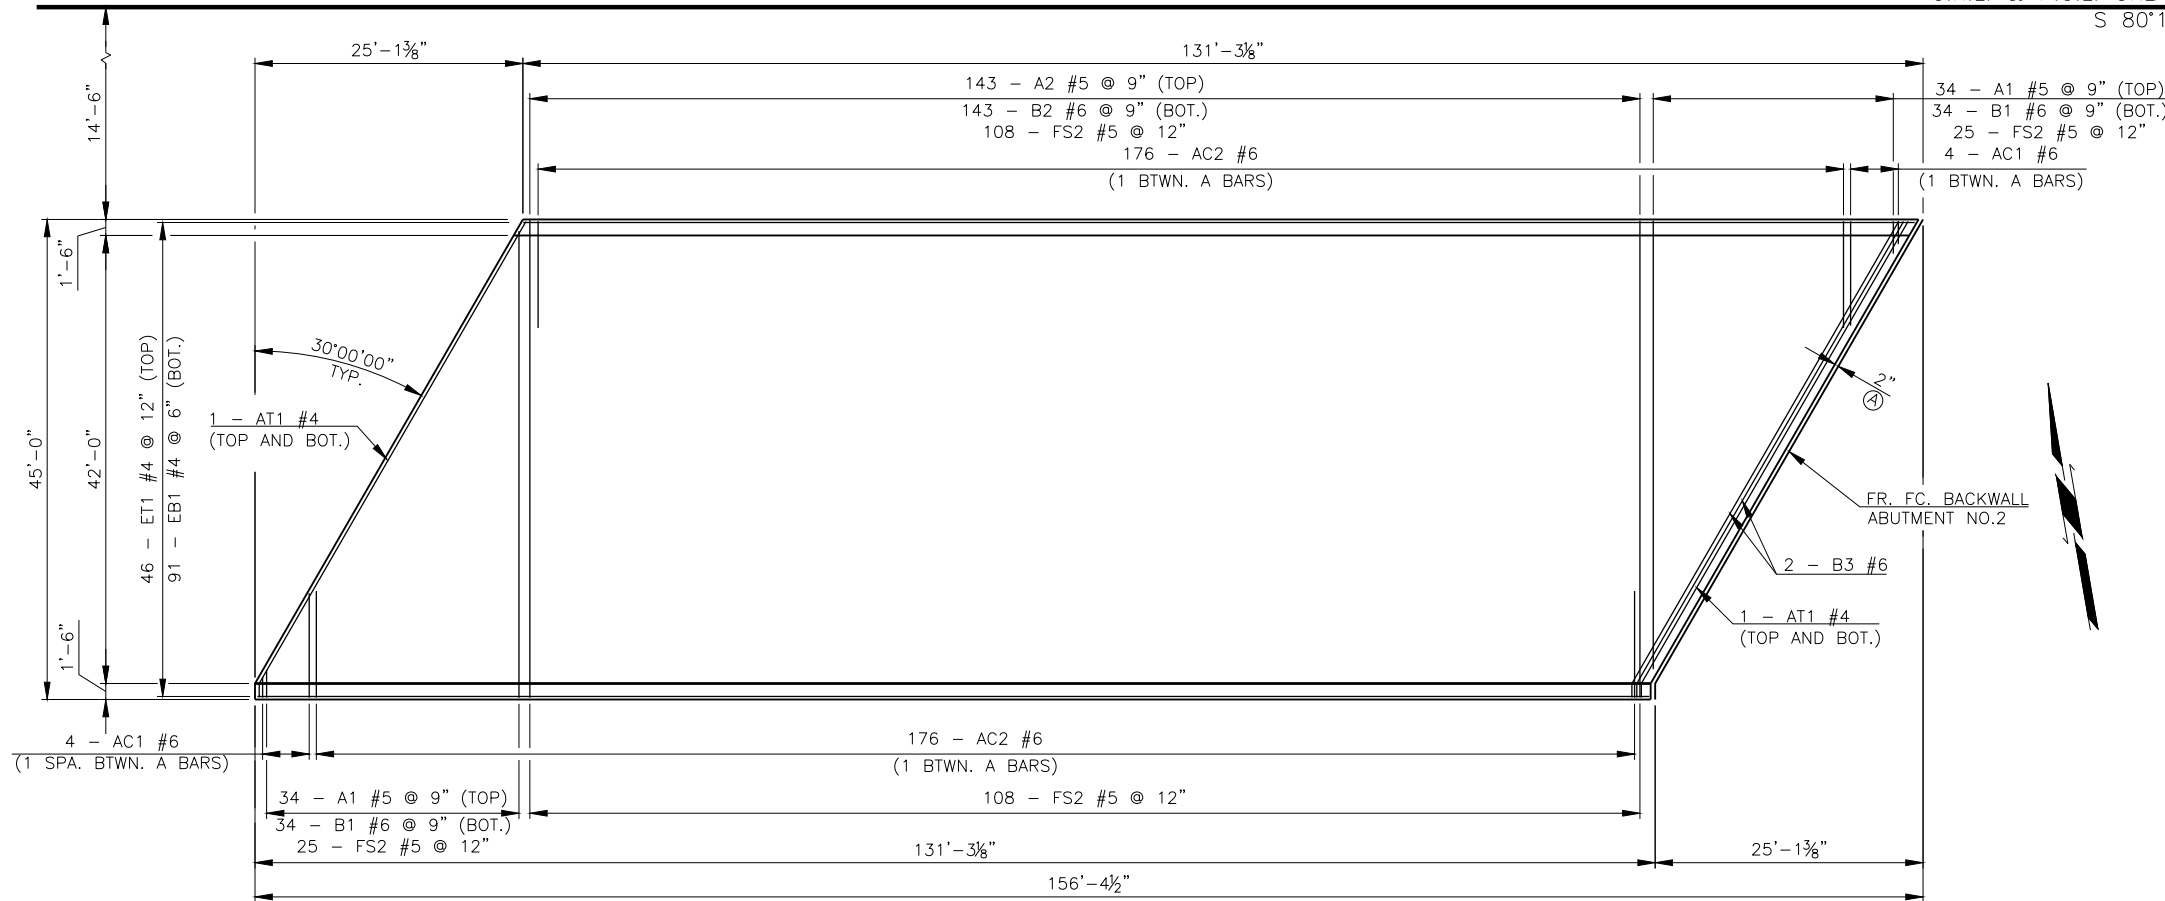 S 80°1
25'-1⅜"
131'-3⅛"
143 - A2 #5 @ 9" (TOP)
143 - B2 #6 @ 9" (BOT.)
108 - FS2 #5 @ 12"
34 - A1 #5 @ 9" (TOP)
34 - B1 #6 @ 9" (BOT.)
25 - FS2 #5 @ 12"
176 - AC2 #6
(1 BTWN. A BARS)
4 - AC1 #6
(1 BTWN. A BARS)
14'-6"
1'-6"
45'-0"
42'-0"
46 - ET1 #4 @ 12" (TOP)
91 - EB1 #4 @ 6" (BOT.)
30°00'00"
TYP.
1 - AT1 #4
(TOP AND BOT.)
2"
A
FR. FC. BACKWALL
ABUTMENT NO.2
2 - B3 #6
1 - AT1 #4
(TOP AND BOT.)
1'-6"
4 - AC1 #6
(1 SPA. BTWN. A BARS)
176 - AC2 #6
(1 BTWN. A BARS)
34 - A1 #5 @ 9" (TOP)
34 - B1 #6 @ 9" (BOT.)
25 - FS2 #5 @ 12"
108 - FS2 #5 @ 12"
131'-3⅛"
25'-1⅜"
156'-4½"